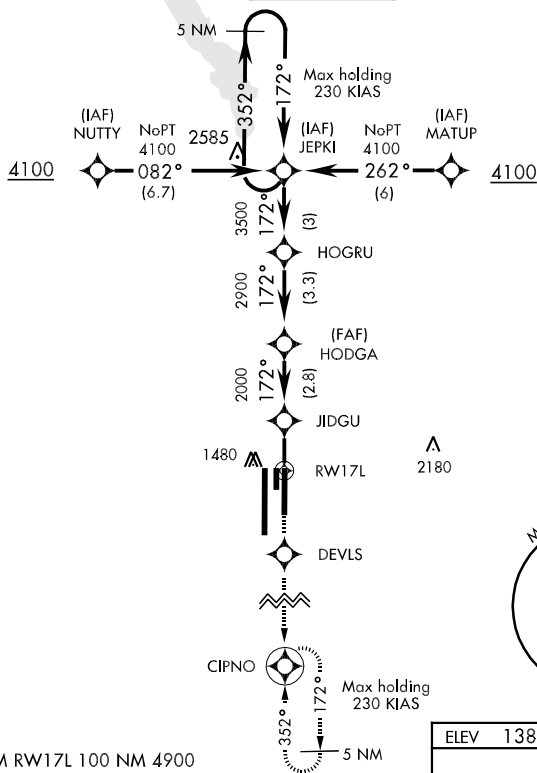 5 NM
352°
172°
Max holding
230 KIAS
(IAF)
NUTTY
NoPT
4100
082°
(6.7)
2585
(IAF)
JEPKI
NoPT
4100
262°
(6)
(IAF)
MATUP
4100
4100
3500
172°
(3)
HOGRU
2900
172°
(3.3)
(FAF)
HODGA
2000
172°
(2.8)
JIDGU
1480
2180
RW17L
DEVLS
M
CIPNO
352°
172°
Max holding
230 KIAS
5 NM
M RW17L 100 NM 4900
ELEV 138